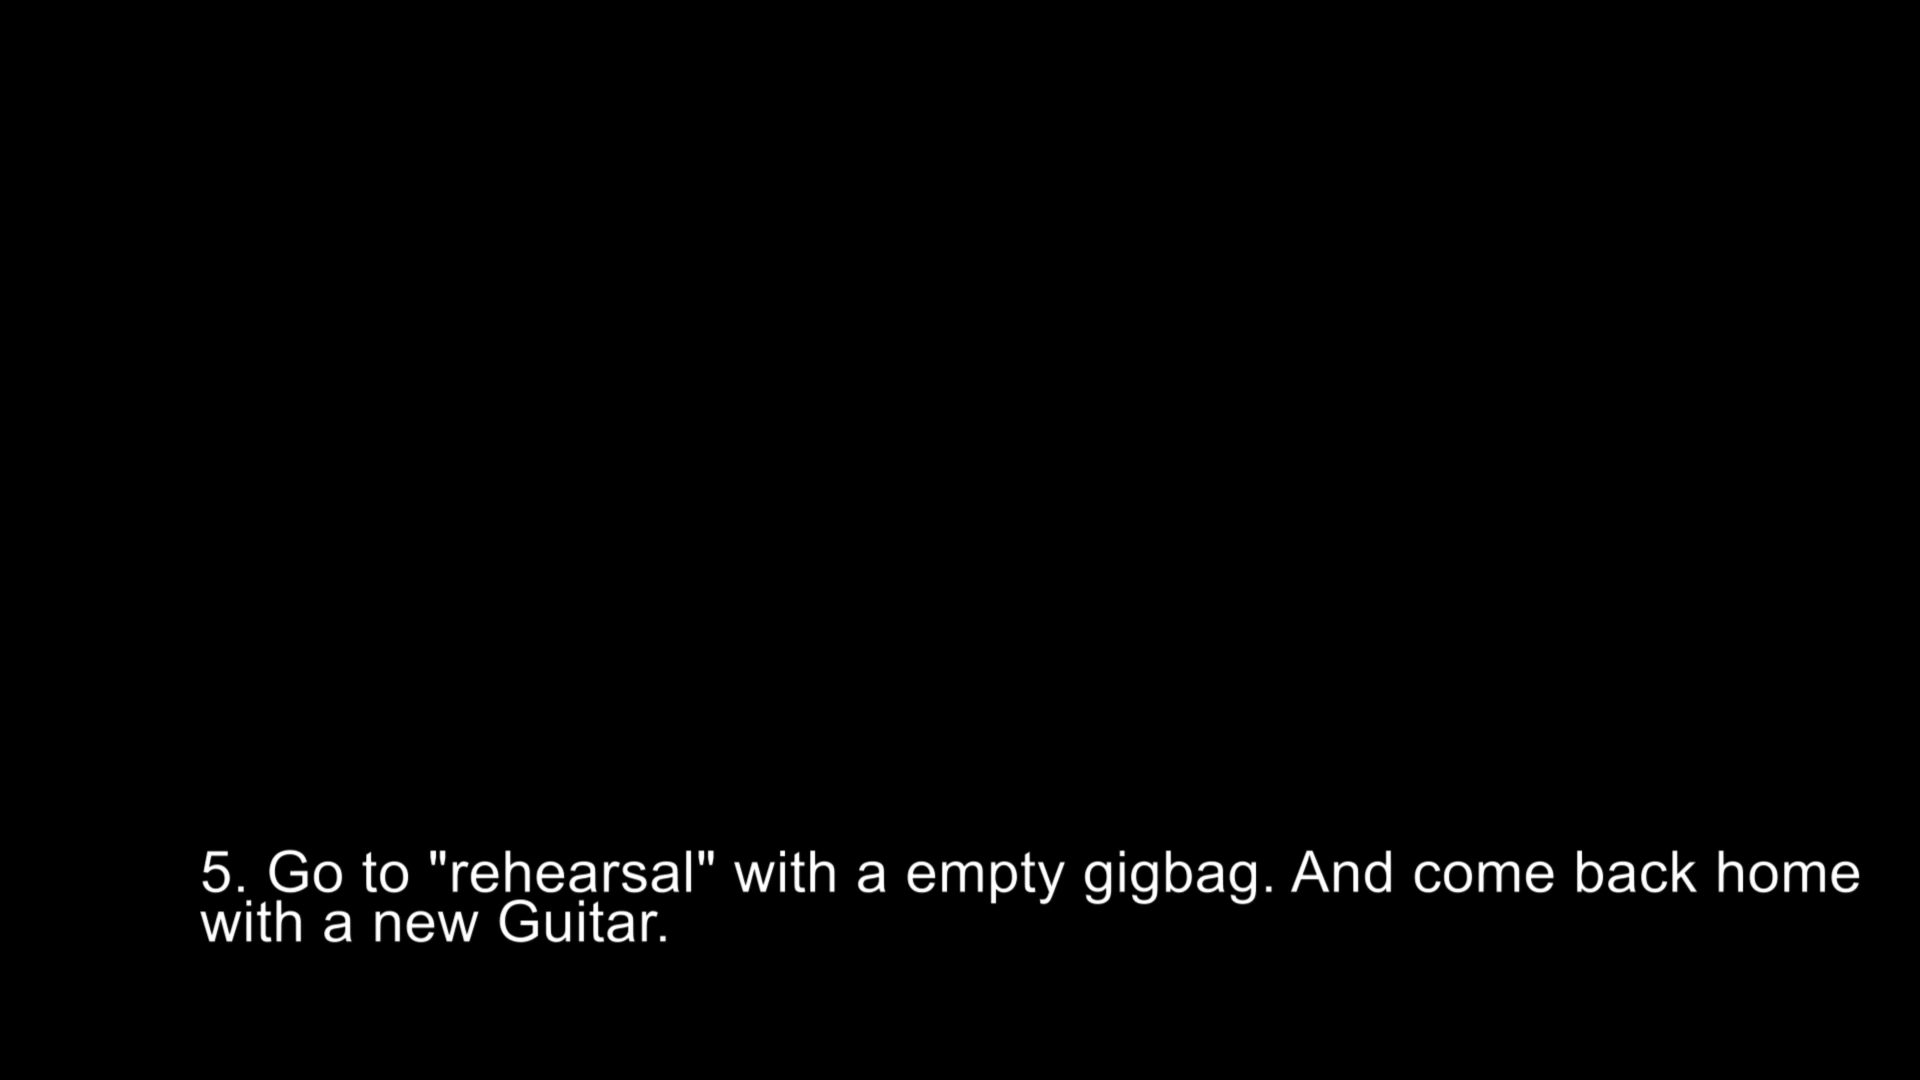 5. Go to "rehearsal" with a empty gigbag. And come back home
with a new Guitar.